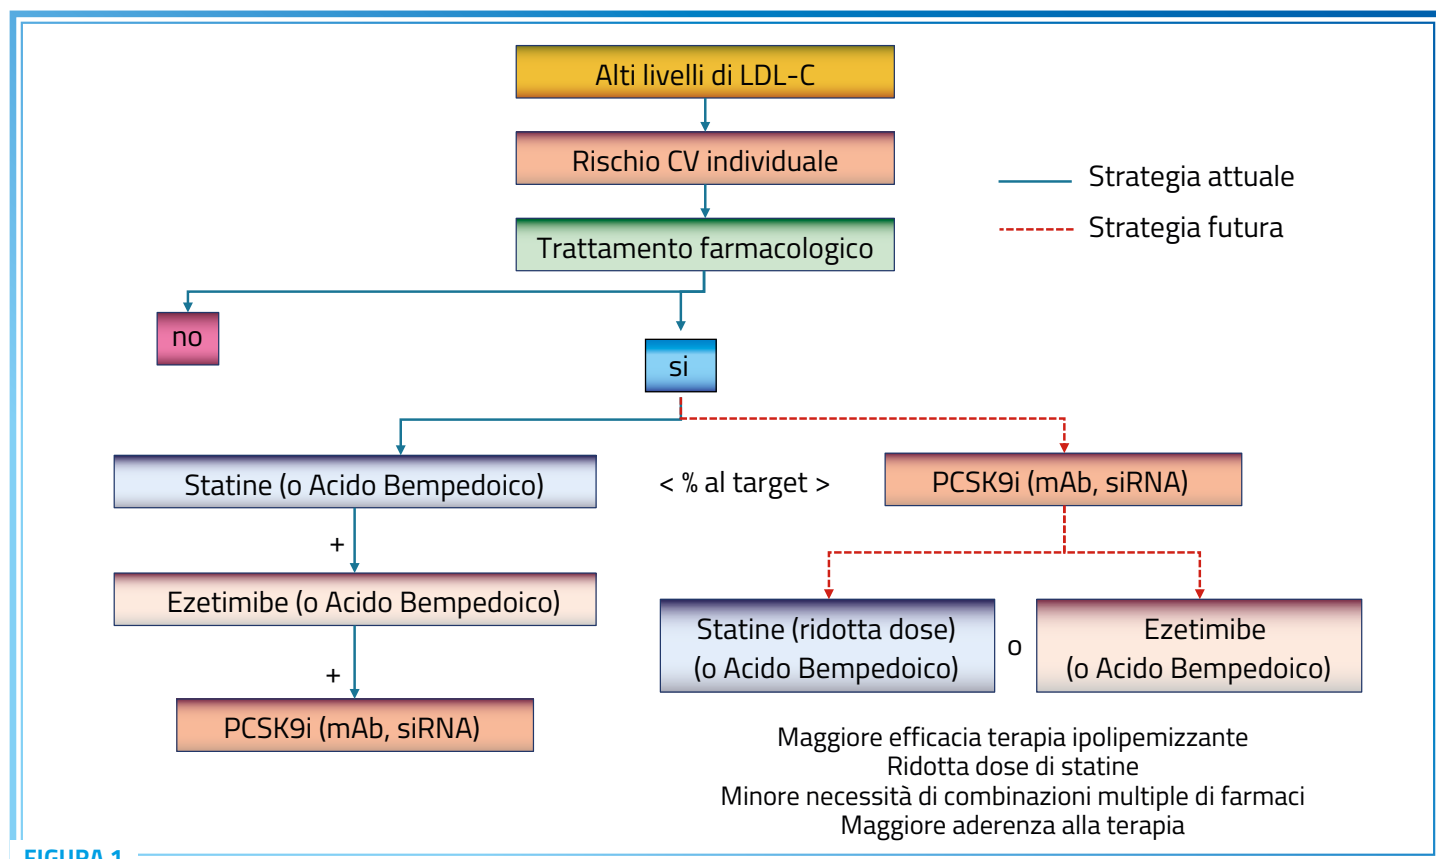 Alti livelli di LDL-C
Rischio CV individuale
Strategia attuale
Strategia futura
Trattamento farmacologico
no
si
Statine (o Acido Bempedoico)
< % al target >
PCSK9i (mAb, siRNA)
+
Ezetimibe (o Acido Bempedoico)
+
PCSK9i (mAb, siRNA)
Statine (ridotta dose)
(o Acido Bempedoico)
o
Ezetimibe
(o Acido Bempedoico)
Maggiore efficacia terapia ipolipemizzante
Ridotta dose di statine
Minore necessità di combinazioni multiple di farmaci
Maggiore aderenza alla terapia
FIGURA 1